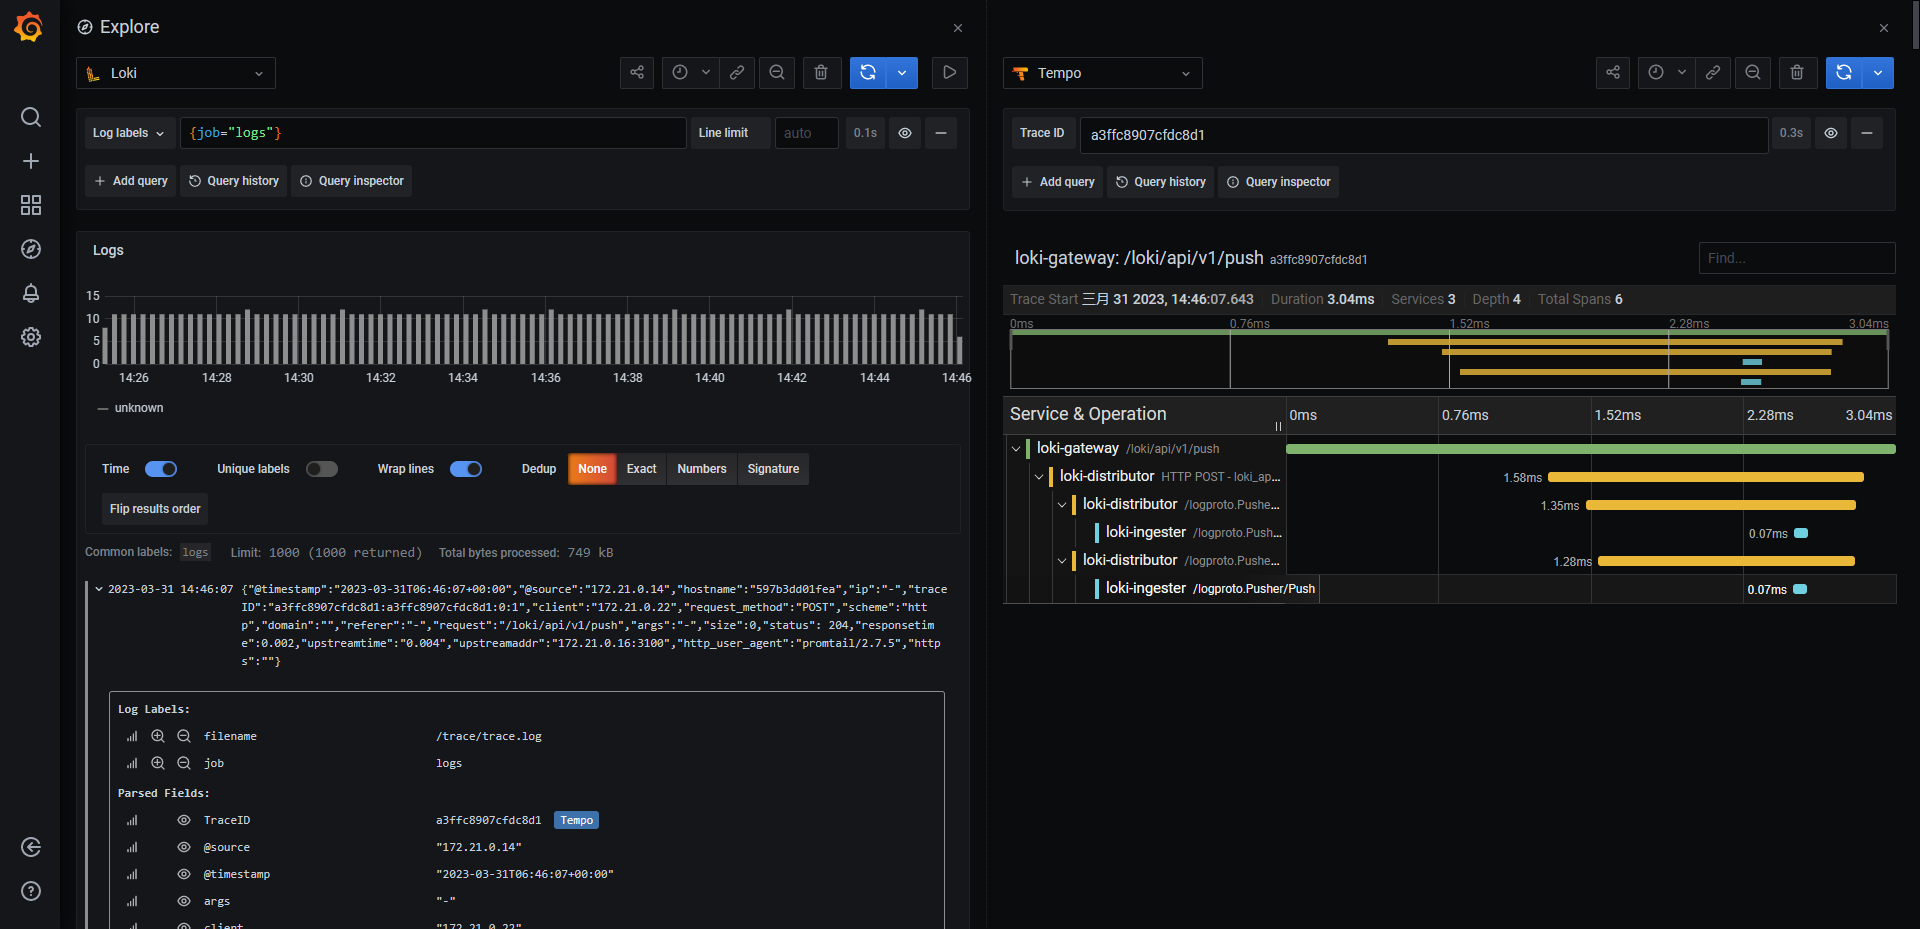 Explore
Loki
Log labels
{job="logs"}
Line limit
auto
0.1s
Add query
Query history
Query inspector
Logs
15
10
5
0
14:26
14:28
14:30
14:32
14:34
14:36
14:38
14:40
14:42
14:44
14:46
unknown
Time
Unique labels
Wrap lines
Dedup
None
Exact
Numbers
Signature
Flip results order
Common labels: logs Limit: 1000 (1000 returned) Total bytes processed: 749 kB
2023-03-31 14:46:07 {"@timestamp":"2023-03-31T06:46:07+00:00","@source":"172.21.0.14","hostname":"597b3dd01fea","ip":"-","trace
ID":"a3ffc8907cfdc8d1:a3ffc8907cfdc8d1:0:1","client":"172.21.0.22","request_method":"POST","scheme":"htt
p","domain":"","referer":"-","request":"/loki/api/v1/push","args":"-","size":0,"status": 204,"responseti
me":0.002,"upstreamtime":"0.004","upstreamaddr":"172.21.0.16:3100","http_user_agent":"promtail/2.7.5","http
s":""}
Log Labels:
filename /trace/trace.log
job logs
Parsed Fields:
TraceID a3ffc8907cfdc8d1 Tempo
@source "172.21.0.14"
@timestamp "2023-03-31T06:46:07+00:00"
args "-"
client "172.21.0.22"
Tempo
Trace ID
a3ffc8907cfdc8d1
0.3s
Add query
Query history
Query inspector
loki-gateway: /loki/api/v1/push a3ffc8907cfdc8d1
Find...
Trace Start 三月 31 2023, 14:46:07.643 Duration 3.04ms Services 3 Depth 4 Total Spans 6
0ms
0.76ms
1.52ms
2.28ms
3.04ms
Service & Operation
0ms
0.76ms
1.52ms
2.28ms
3.04ms
loki-gateway /loki/api/v1/push
loki-distributor HTTP POST - loki_ap... 1.58ms
loki-distributor /logproto.Pushe... 1.35ms
loki-ingester /logproto.Push... 0.07ms
loki-distributor /logproto.Pushe... 1.28ms
loki-ingester /logproto.Pusher/Push 0.07ms